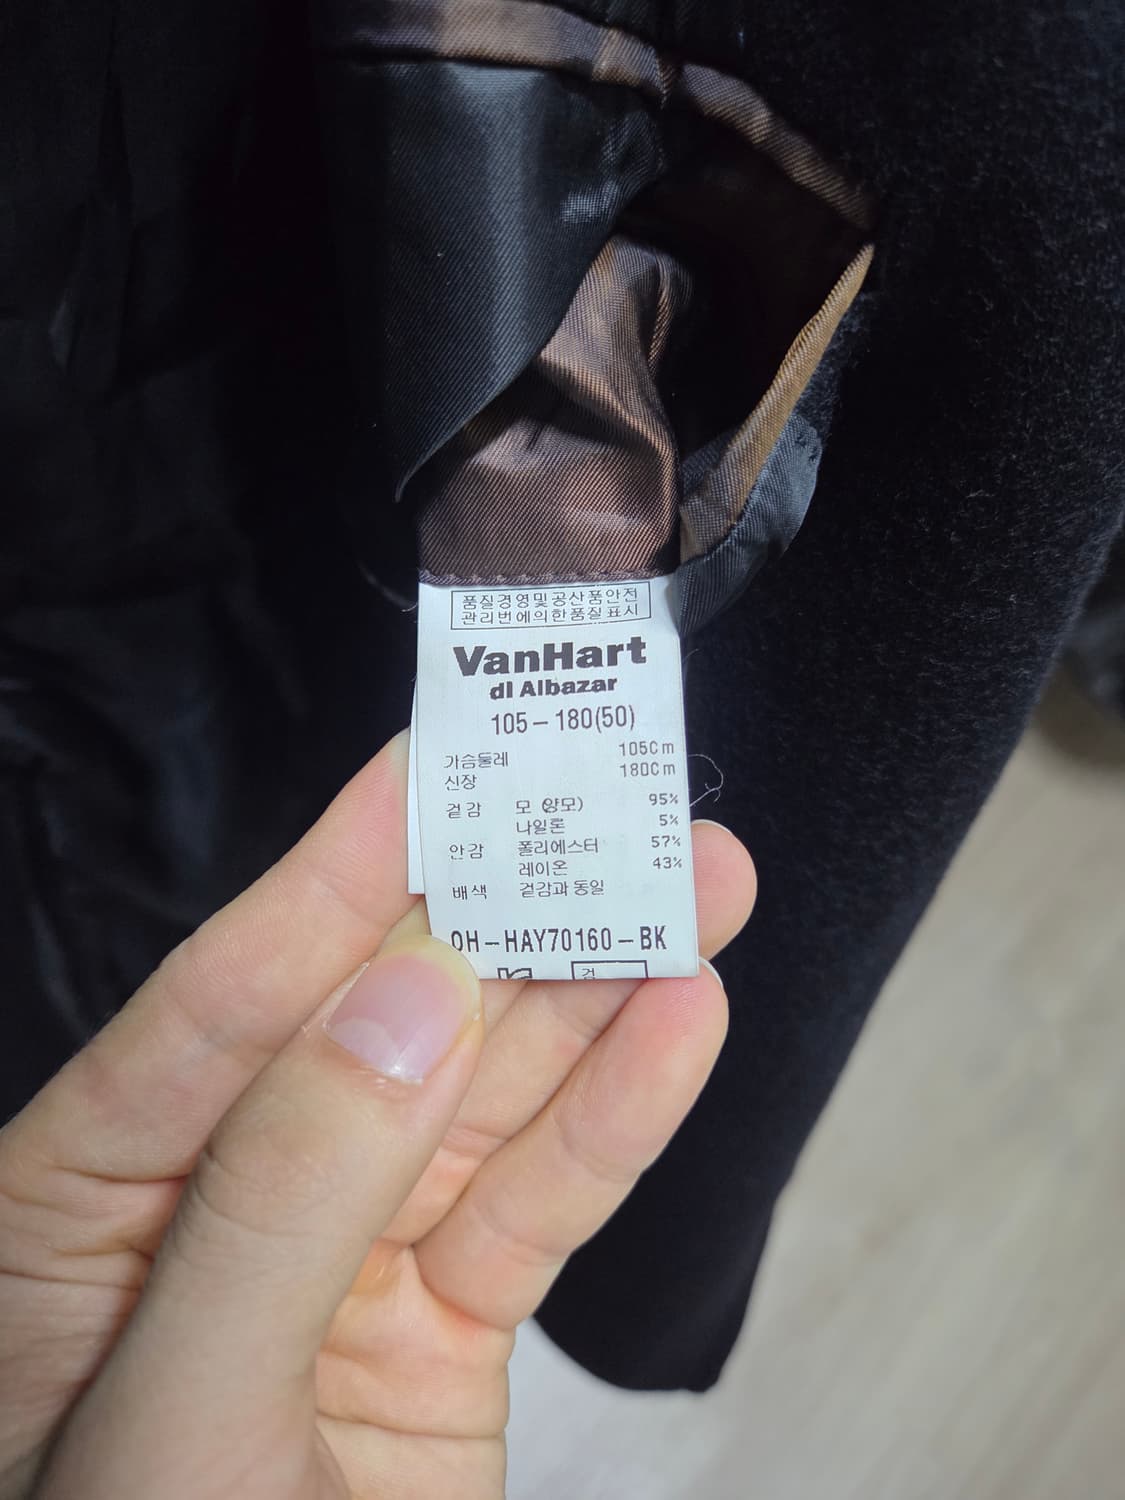 품질경영및공산품안전
관리번에의한품질표시
VanHart
dI Albazar
105-180(50)
가슴둘레 105Cm
신장 180Cm
겉감 모 (양모) 95%
나일론 5%
안감 폴리에스터 57%
레이온 43%
배색 겉감과 동일
OH-HAY70160-BK
검